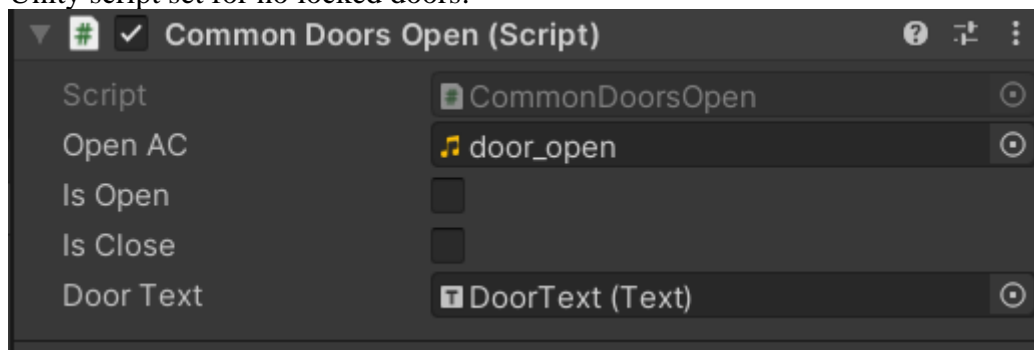 Unity script set for no locked doors:
# Common Doors Open (Script)
Script # CommonDoorsOpen
Open AC door_open
Is Open
Is Close
Door Text T DoorText (Text)